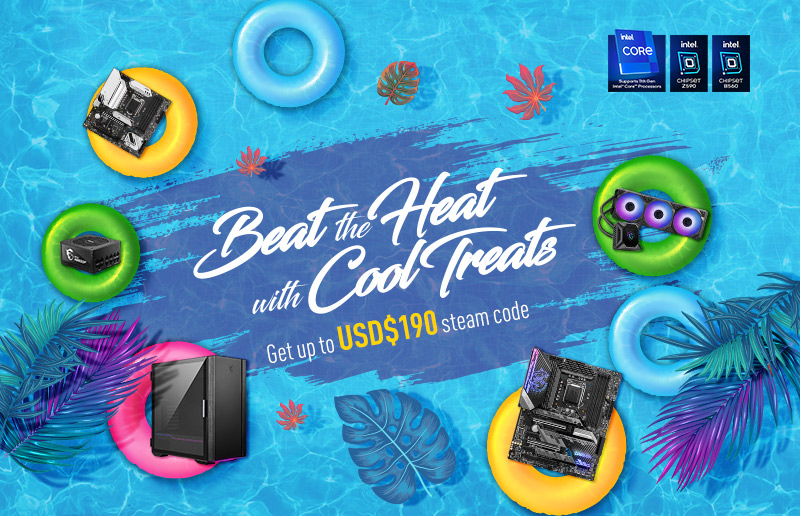 intel
CORE
Supports 11th Gen
Intel® Core™ Processors
intel
CHIPSET
Z590
intel
CHIPSET
B560
Beat the Heat
with Cool Treats
Get up to USD$190 steam code